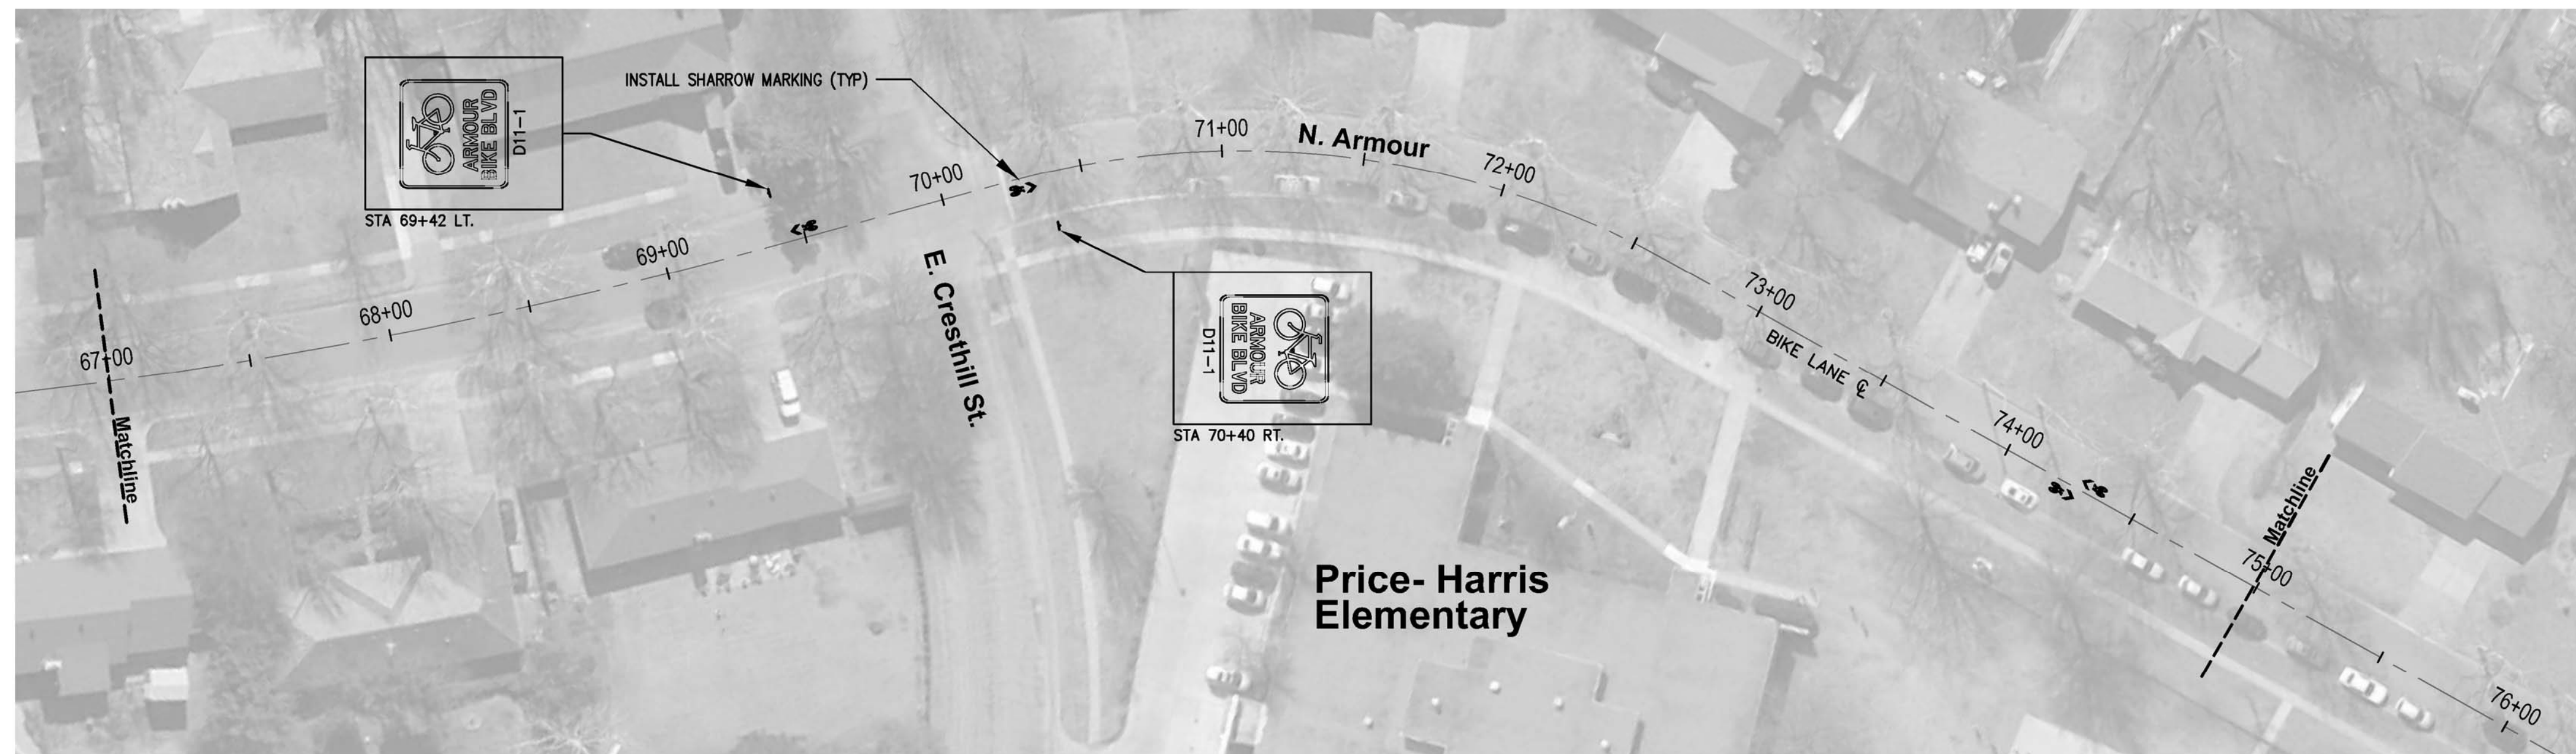 ARMOUR
BIKE BLVD
D11-1
STA 69+42 LT.
INSTALL SHARROW MARKING (TYP)
67+00
68+00
69+00
70+00
71+00
N. Armour
72+00
73+00
BIKE LANE ℄
74+00
75+00
76+00
Matchline
E. Cresthill St.
ARMOUR
BIKE BLVD
D11-1
STA 70+40 RT.
Price- Harris
Elementary
Matchline